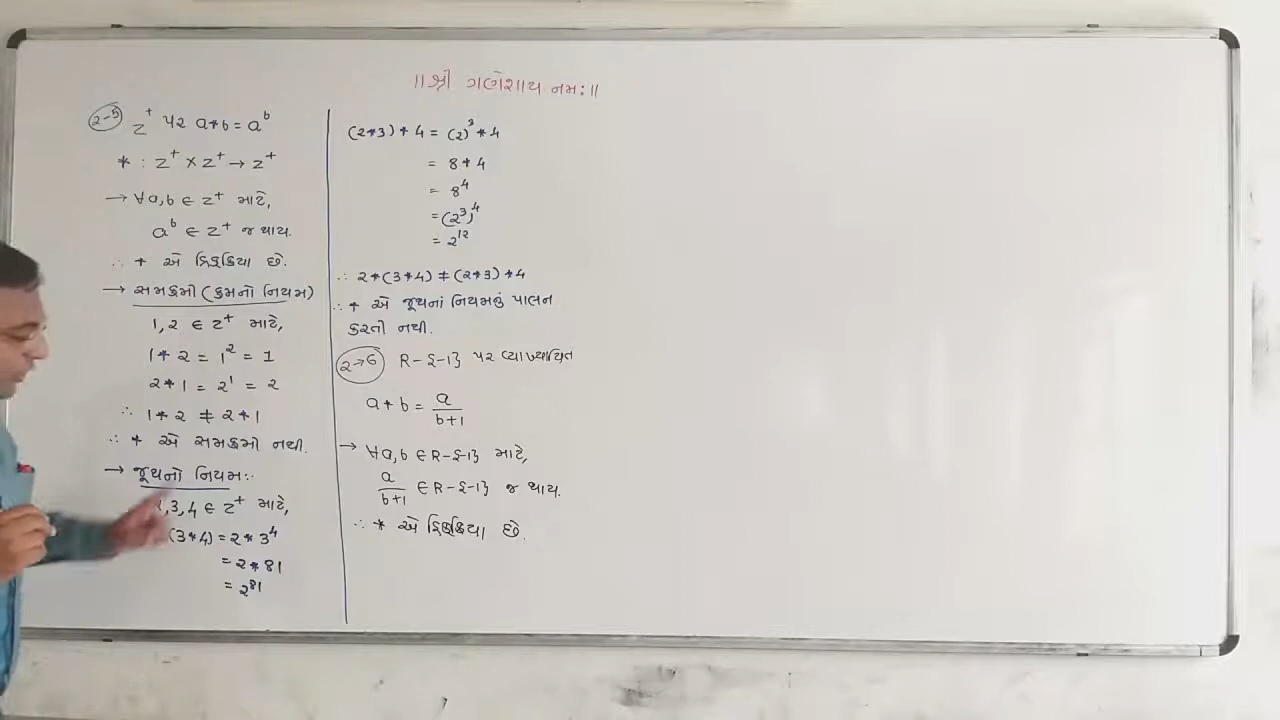 ॥ શ્રી ગણેશાય નમઃ ॥
2-5 Z⁺ પર a*b = aᵇ
* : Z⁺ × Z⁺ → Z⁺
→ ∀a,b ∈ Z⁺ માટે,
aᵇ ∈ Z⁺ જ થાય.
∴ * એ દ્વિક્રિયા છે.
→ સમક્રમી (ક્રમનો નિયમ)
1,2 ∈ Z⁺ માટે,
1*2 = 1² = 1
2*1 = 2¹ = 2
∴ 1*2 ≠ 2*1
∴ * એ સમક્રમી નથી.
→ જૂથનો નિયમ:-
,3,4 ∈ Z⁺ માટે,
(3*4) = 2*3⁴
= 2*81
= 2⁸¹
(2*3)*4 = (2)³*4
= 8*4
= 8⁴
= (2³)⁴
= 2¹²
∴ 2*(3*4) ≠ (2*3)*4
∴ * એ જૂથનાં નિયમનું પાલન
કરતી નથી.
2→6 R-{-1} પર વ્યાખ્યાયિત
a*b = a/(b+1)
→ ∀a,b ∈ R-{-1} માટે,
a/(b+1) ∈ R-{-1} જ થાય.
∴ * એ દ્વિક્રિયા છે.